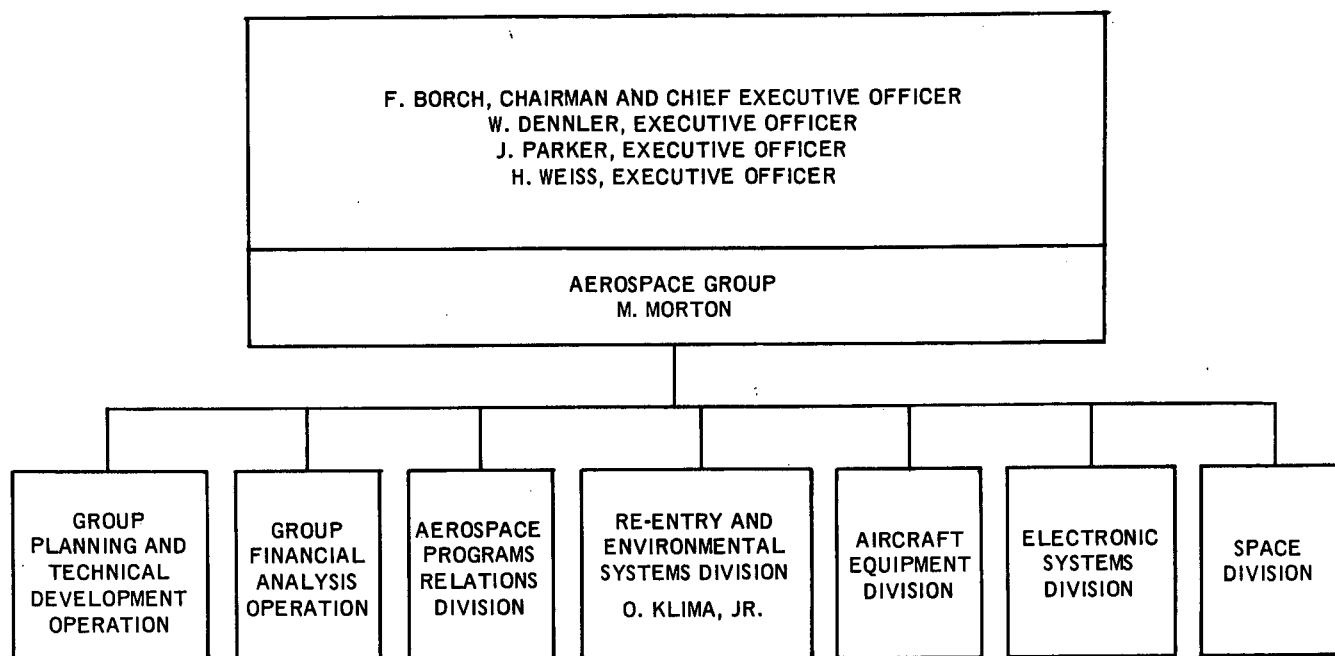 F. BORCH, CHAIRMAN AND CHIEF EXECUTIVE OFFICER
W. DENNLER, EXECUTIVE OFFICER
J. PARKER, EXECUTIVE OFFICER
H. WEISS, EXECUTIVE OFFICER
AEROSPACE GROUP
M. MORTON
GROUP
PLANNING AND
TECHNICAL
DEVELOPMENT
OPERATION
GROUP
FINANCIAL
ANALYSIS
OPERATION
AEROSPACE
PROGRAMS
RELATIONS
DIVISION
RE-ENTRY AND
ENVIRONMENTAL
SYSTEMS DIVISION
O. KLIMA, JR.
AIRCRAFT
EQUIPMENT
DIVISION
ELECTRONIC
SYSTEMS
DIVISION
SPACE
DIVISION